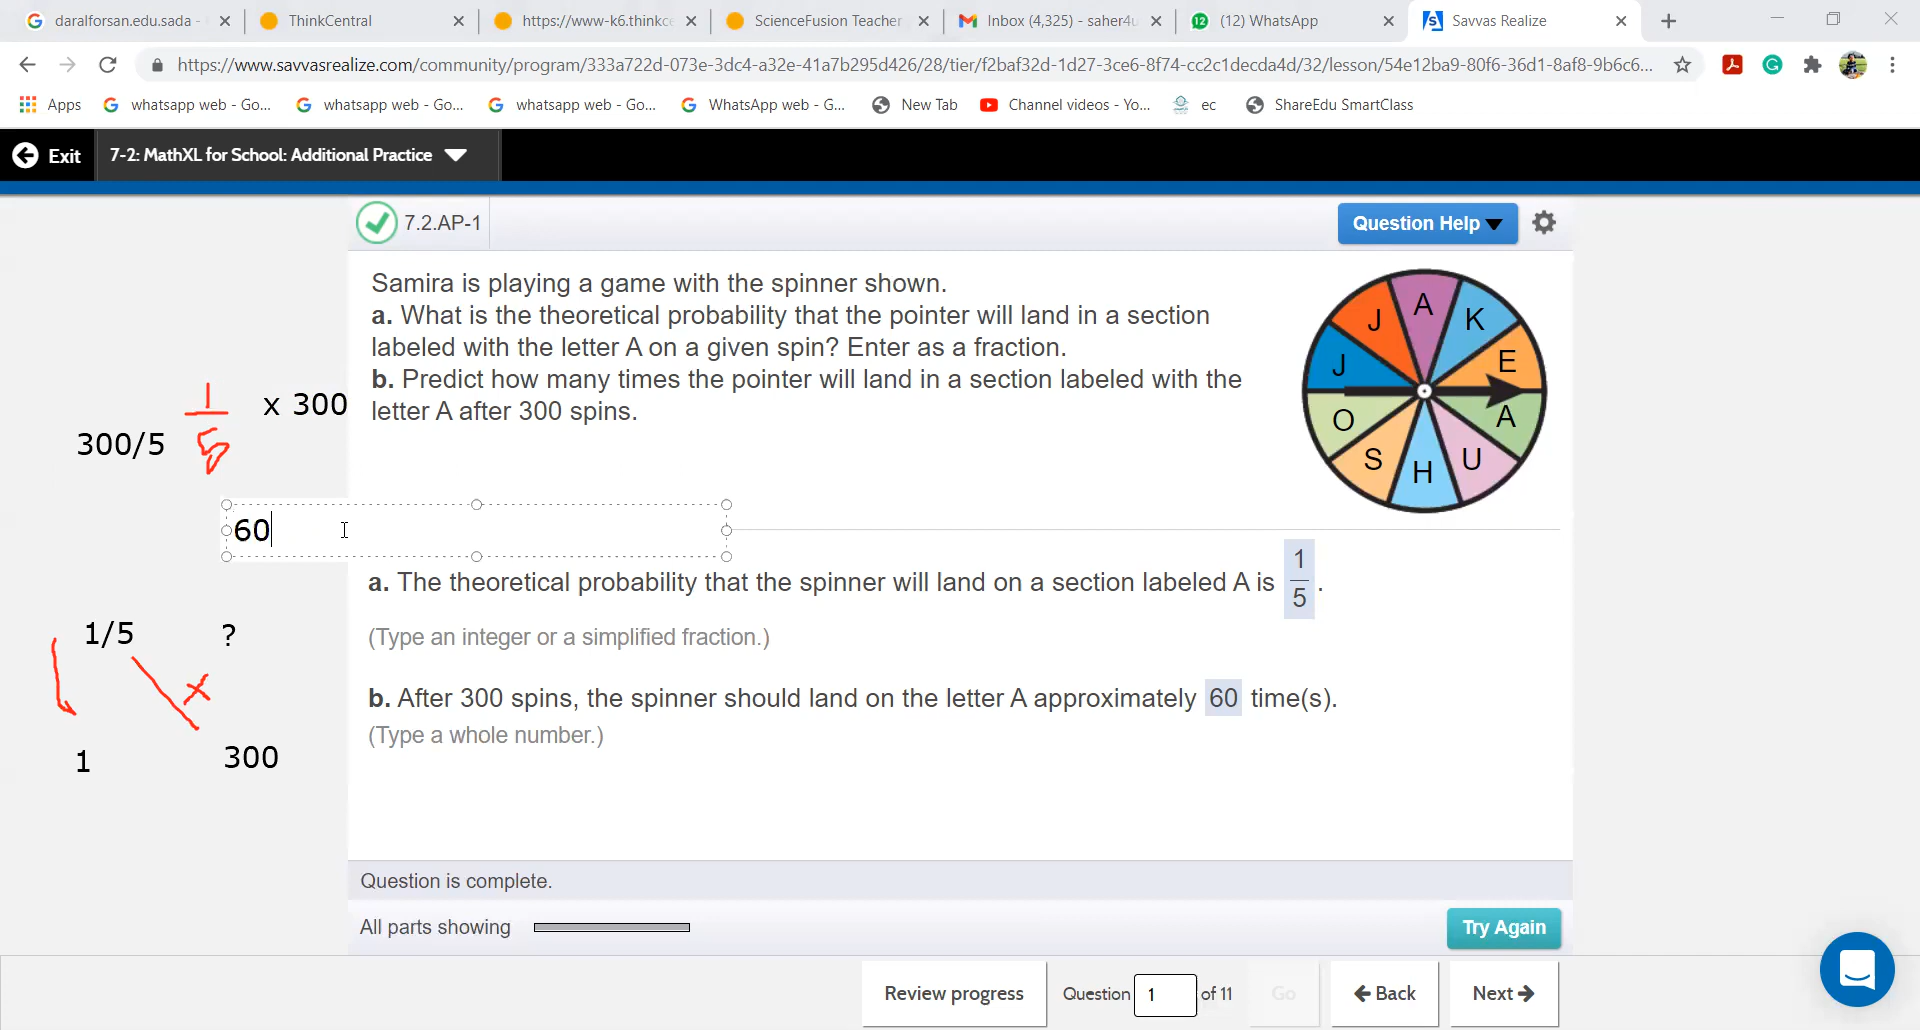 daralforsan.edu.sada -
ThinkCentral
https://www-k6.thinkce
ScienceFusion Teacher
Inbox (4,325) - saher4u
(12) WhatsApp
Savvas Realize
https://www.savvasrealize.com/community/program/333a722d-073e-3dc4-a32e-41a7b295d426/28/tier/f2baf32d-1d27-3ce6-8f74-cc2c1decda4d/32/lesson/54e12ba9-80f6-36d1-8af8-9b6c6...
Apps
whatsapp web - Go...
whatsapp web - Go...
whatsapp web - Go...
WhatsApp web - G...
New Tab
Channel videos - Yo...
ec
ShareEdu SmartClass
Exit
7-2: MathXL for School: Additional Practice
7.2.AP-1
Question Help
Samira is playing a game with the spinner shown.
a. What is the theoretical probability that the pointer will land in a section
labeled with the letter A on a given spin? Enter as a fraction.
b. Predict how many times the pointer will land in a section labeled with the
letter A after 300 spins.
A
K
E
A
U
H
S
O
J
J
1
5
x 300
300/5
60
a. The theoretical probability that the spinner will land on a section labeled A is 1/5.
(Type an integer or a simplified fraction.)
1/5 ?
x
1 300
b. After 300 spins, the spinner should land on the letter A approximately 60 time(s).
(Type a whole number.)
Question is complete.
All parts showing
Try Again
Review progress
Question 1 of 11
Go
Back
Next